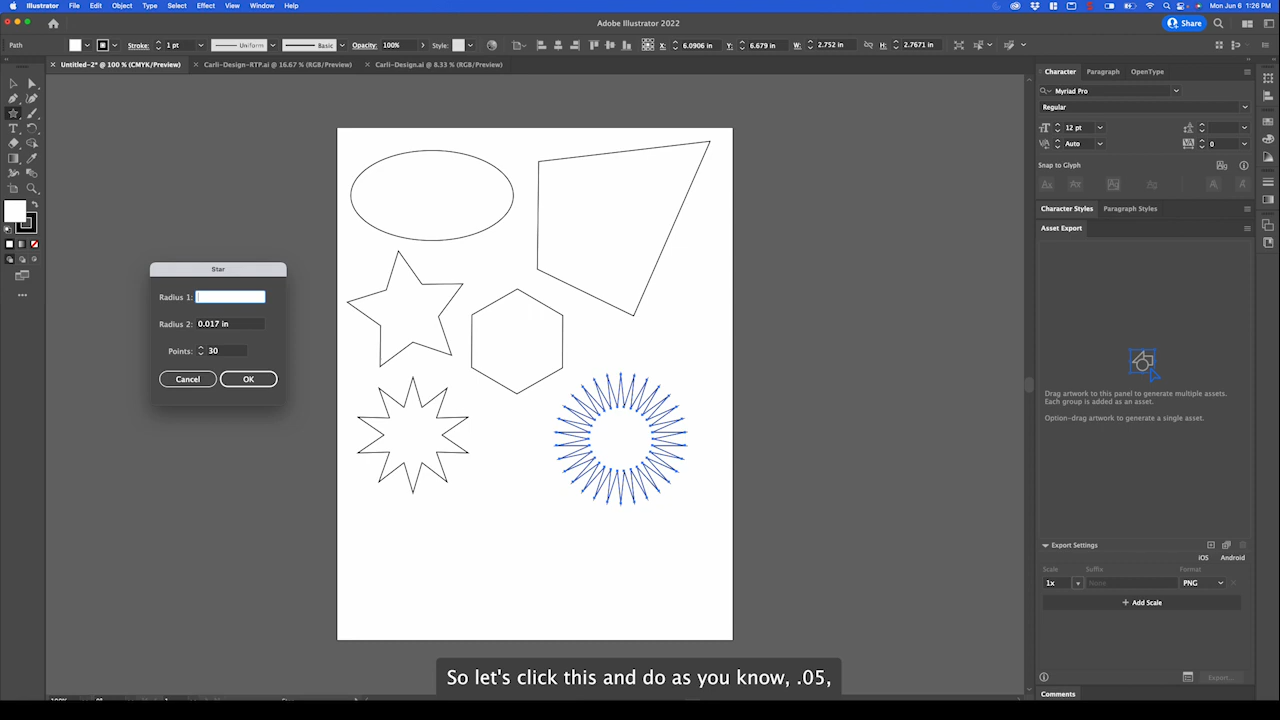 Illustrator File Edit Object Type Select Effect View Window Help
Mon Jun 6 1:26 PM
Adobe Illustrator 2022
Share
Path
Stroke: 1 pt
Uniform
Basic
Opacity: 100%
Style:
X: 6.0906 in
Y: 6.679 in
W: 2.752 in
H: 2.7671 in
Untitled-2* @ 100 % (CMYK/Preview)
Carli-Design-RTP.ai @ 16.67 % (RGB/Preview)
Carli-Design.ai @ 8.33 % (RGB/Preview)
Character Paragraph OpenType
Myriad Pro
Regular
12 pt
Auto
0
Snap to Glyph
Character Styles Paragraph Styles
Asset Export
Star
Radius 1:
Radius 2: 0.017 in
Points: 30
Cancel OK
Drag artwork to this panel to generate multiple assets.
Each group is added as an asset.
Option-drag artwork to generate a single asset.
Export Settings
iOS Android
Scale Suffix Format
1x None PNG
+ Add Scale
Export...
Comments
So let's click this and do as you know, .05,